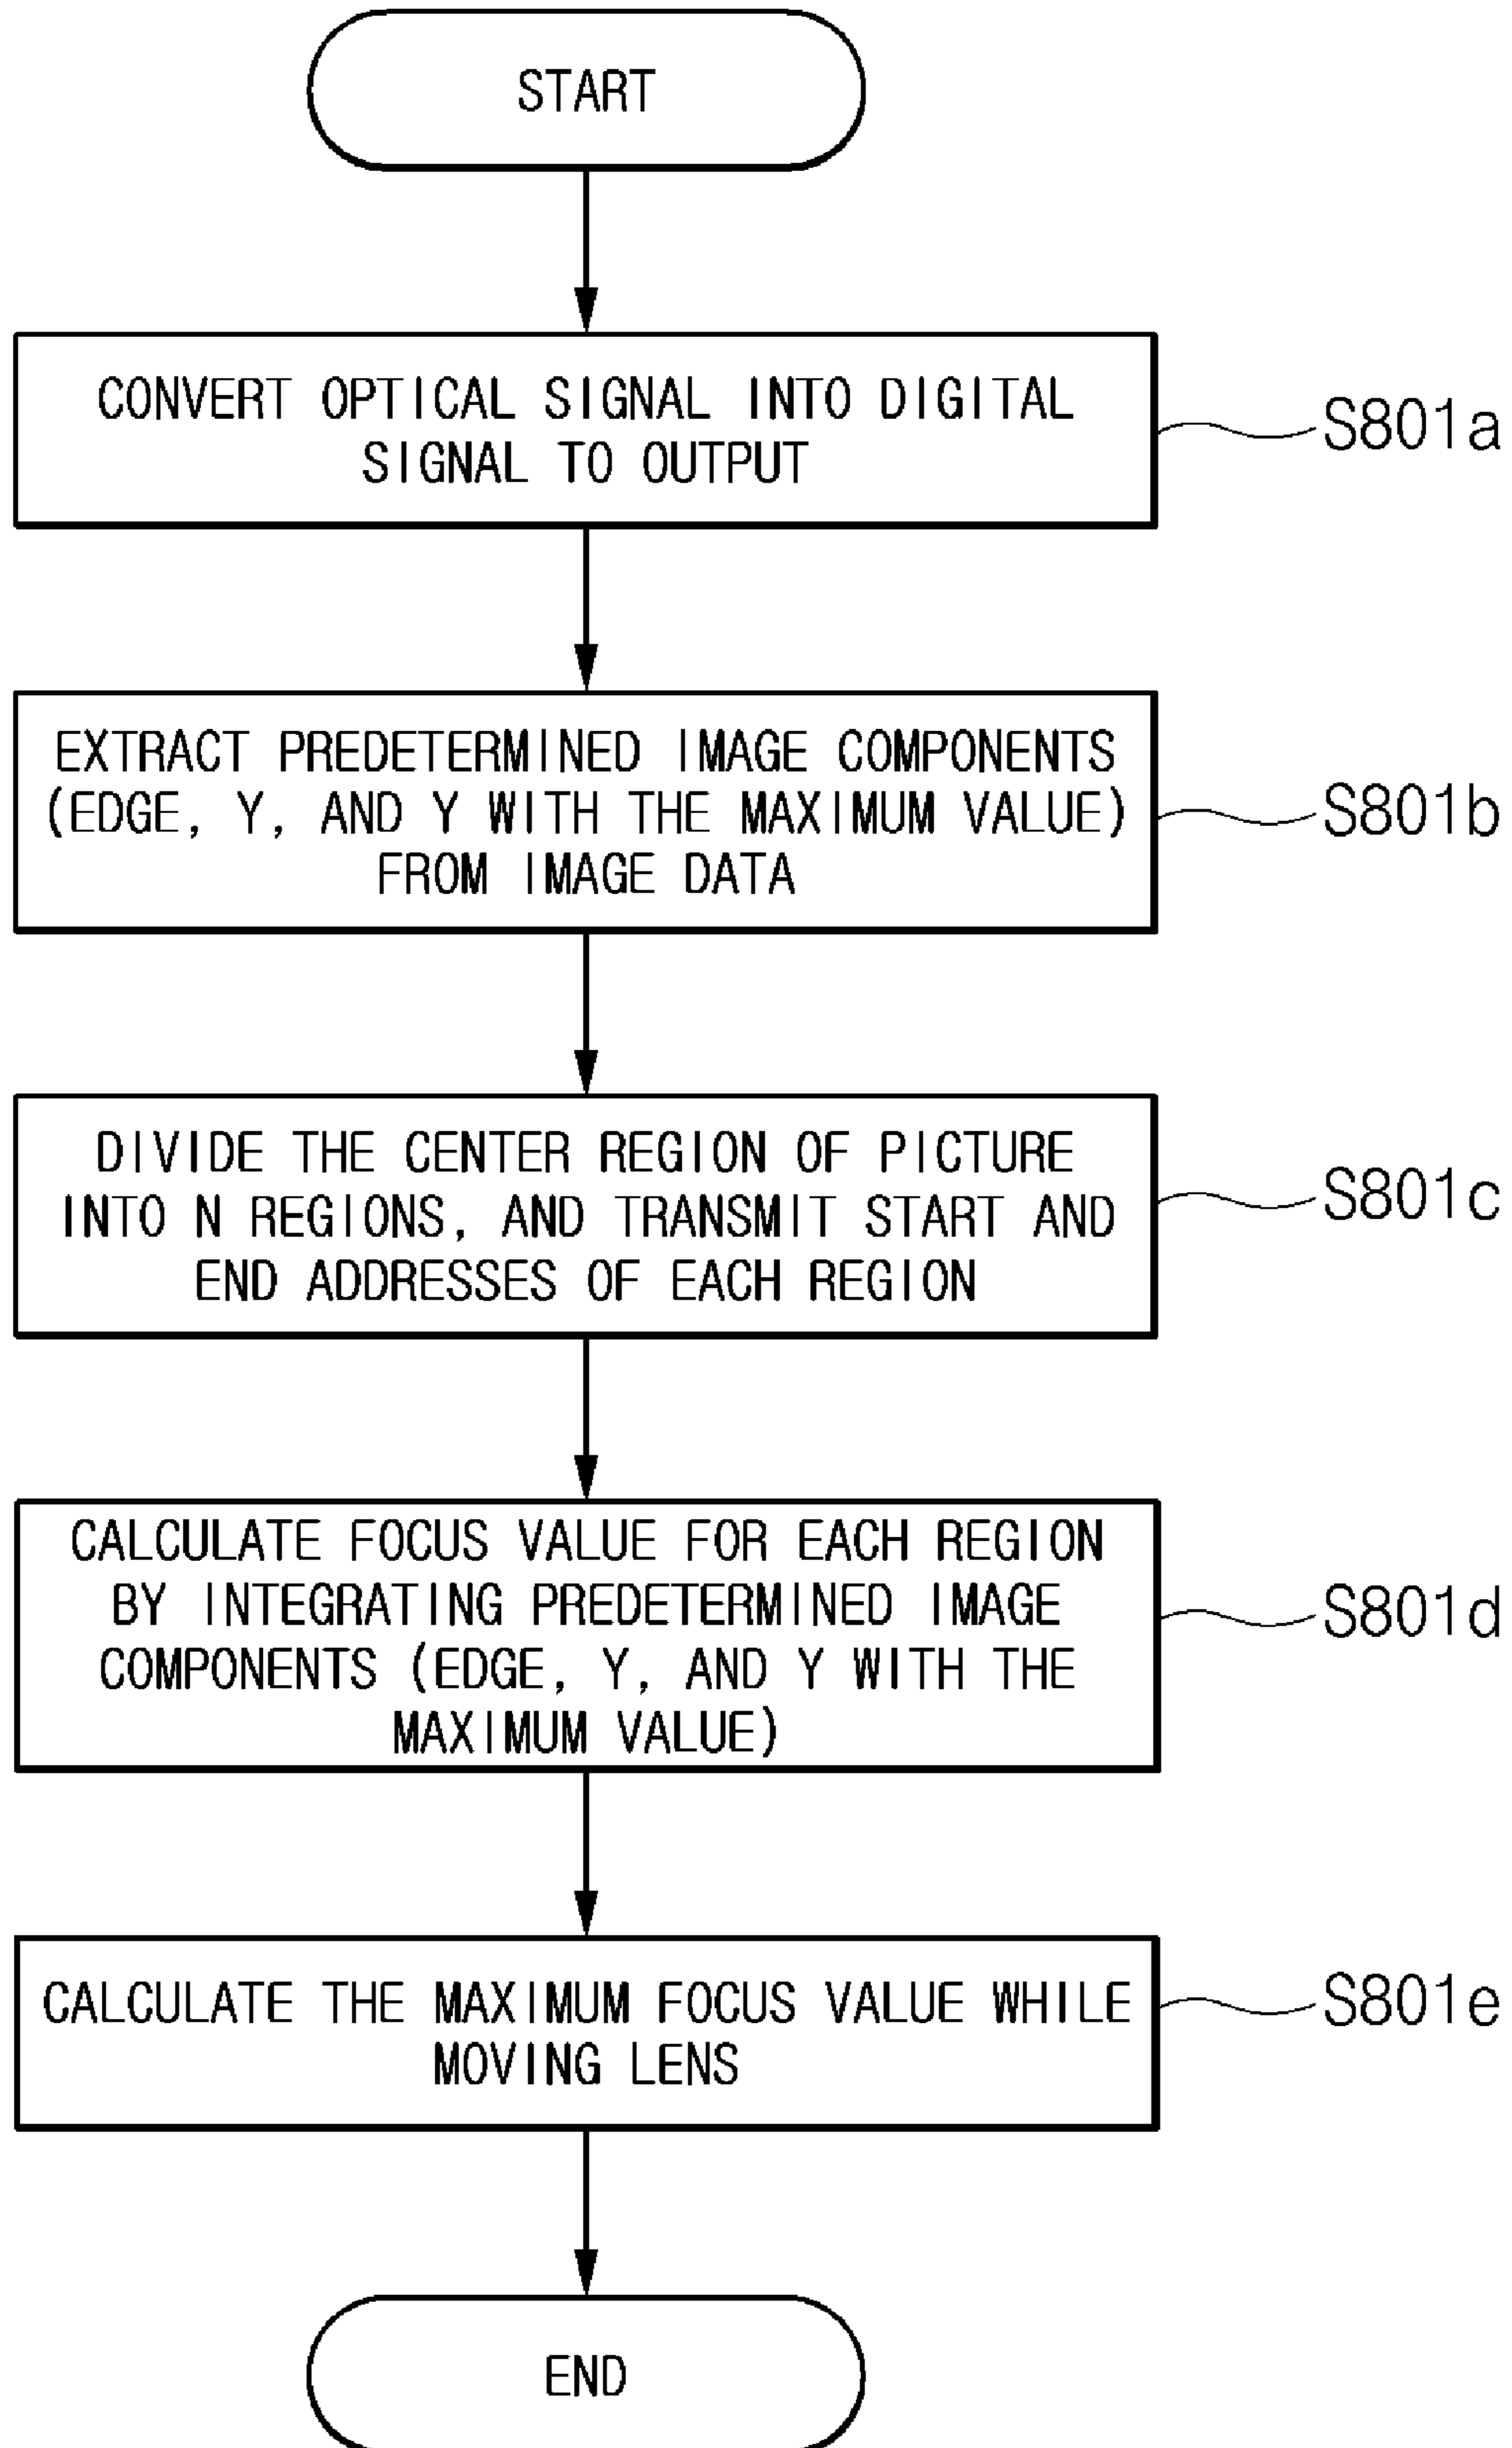 START
CONVERT OPTICAL SIGNAL INTO DIGITAL
SIGNAL TO OUTPUT
S801a
EXTRACT PREDETERMINED IMAGE COMPONENTS
(EDGE, Y, AND Y WITH THE MAXIMUM VALUE)
FROM IMAGE DATA
S801b
DIVIDE THE CENTER REGION OF PICTURE
INTO N REGIONS, AND TRANSMIT START AND
END ADDRESSES OF EACH REGION
S801c
CALCULATE FOCUS VALUE FOR EACH REGION
BY INTEGRATING PREDETERMINED IMAGE
COMPONENTS (EDGE, Y, AND Y WITH THE
MAXIMUM VALUE)
S801d
CALCULATE THE MAXIMUM FOCUS VALUE WHILE
MOVING LENS
S801e
END